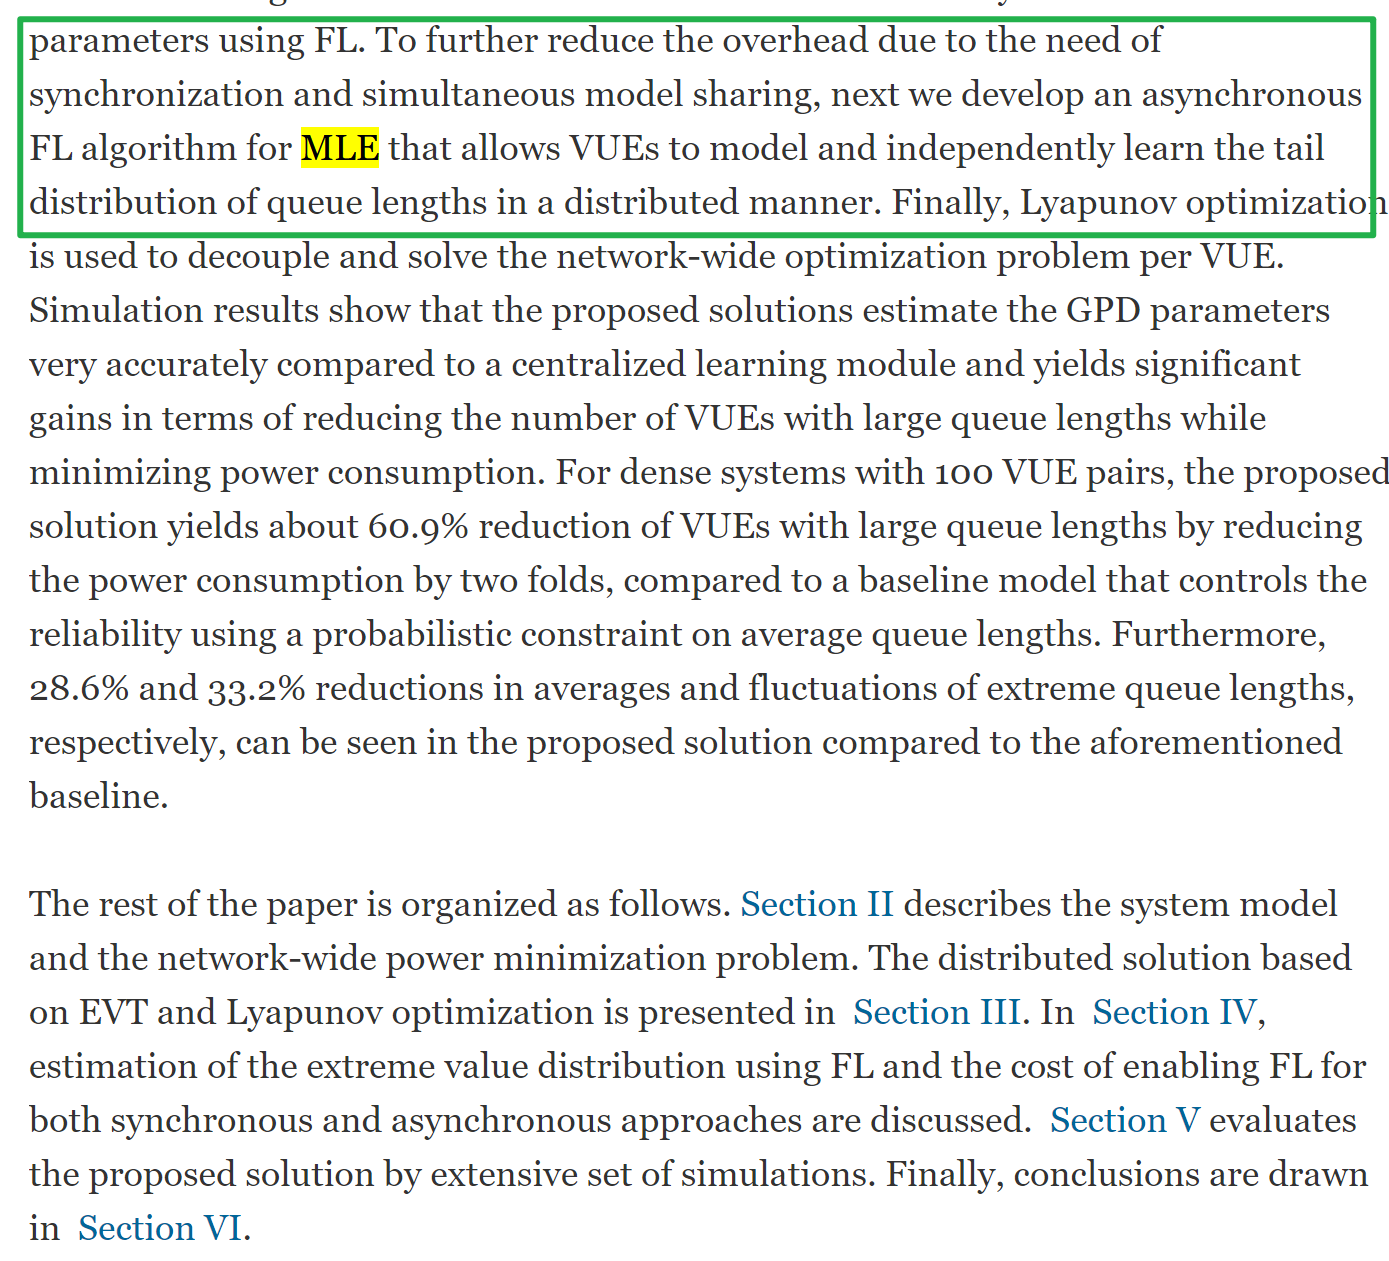 parameters using FL. To further reduce the overhead due to the need of
synchronization and simultaneous model sharing, next we develop an asynchronous
FL algorithm for MLE that allows VUEs to model and independently learn the tail
distribution of queue lengths in a distributed manner. Finally, Lyapunov optimization
is used to decouple and solve the network-wide optimization problem per VUE.
Simulation results show that the proposed solutions estimate the GPD parameters
very accurately compared to a centralized learning module and yields significant
gains in terms of reducing the number of VUEs with large queue lengths while
minimizing power consumption. For dense systems with 100 VUE pairs, the proposed
solution yields about 60.9% reduction of VUEs with large queue lengths by reducing
the power consumption by two folds, compared to a baseline model that controls the
reliability using a probabilistic constraint on average queue lengths. Furthermore,
28.6% and 33.2% reductions in averages and fluctuations of extreme queue lengths,
respectively, can be seen in the proposed solution compared to the aforementioned
baseline.
The rest of the paper is organized as follows. Section II describes the system model
and the network-wide power minimization problem. The distributed solution based
on EVT and Lyapunov optimization is presented in Section III. In Section IV,
estimation of the extreme value distribution using FL and the cost of enabling FL for
both synchronous and asynchronous approaches are discussed. Section V evaluates
the proposed solution by extensive set of simulations. Finally, conclusions are drawn
in Section VI.